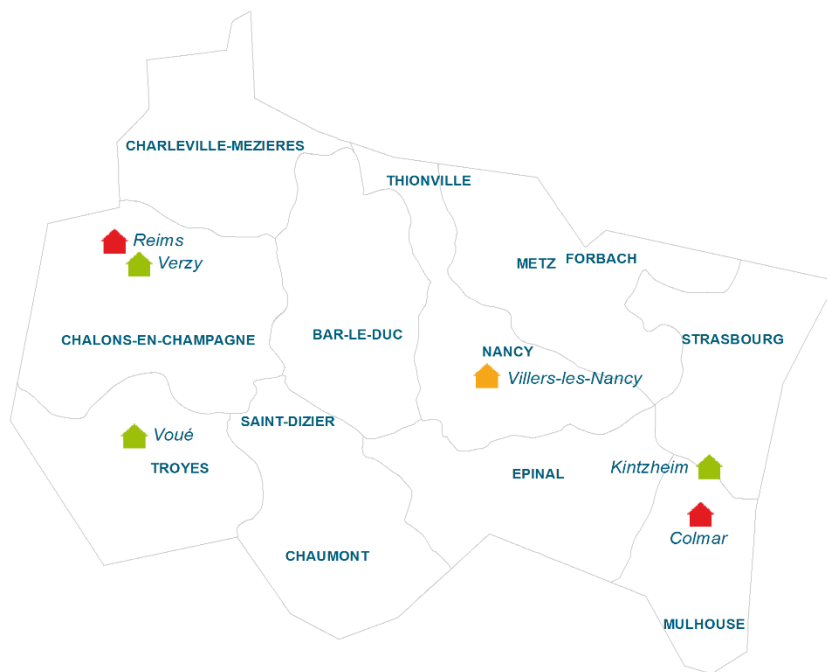 CHARLEVILLE-MEZIERES
THIONVILLE
Reims
Verzy
METZ
FORBACH
CHALONS-EN-CHAMPAGNE
BAR-LE-DUC
NANCY
STRASBOURG
Villers-les-Nancy
SAINT-DIZIER
Voué
TROYES
EPINAL
Kintzheim
Colmar
CHAUMONT
MULHOUSE